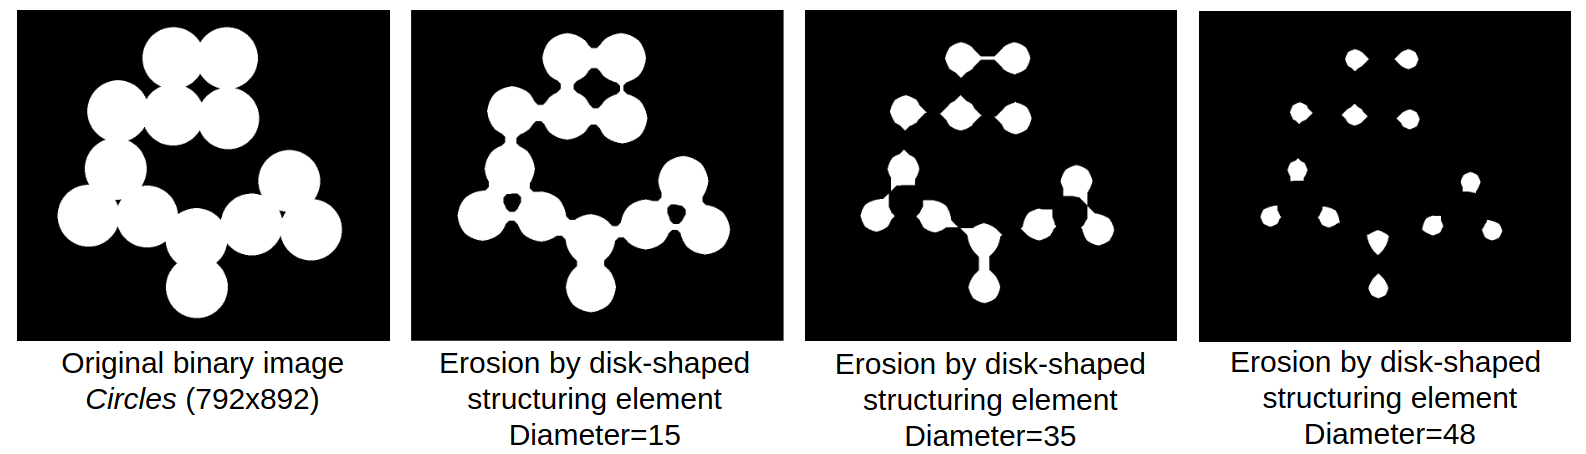 Original binary image
Circles (792x892)
Erosion by disk-shaped
structuring element
Diameter=15
Erosion by disk-shaped
structuring element
Diameter=35
Erosion by disk-shaped
structuring element
Diameter=48